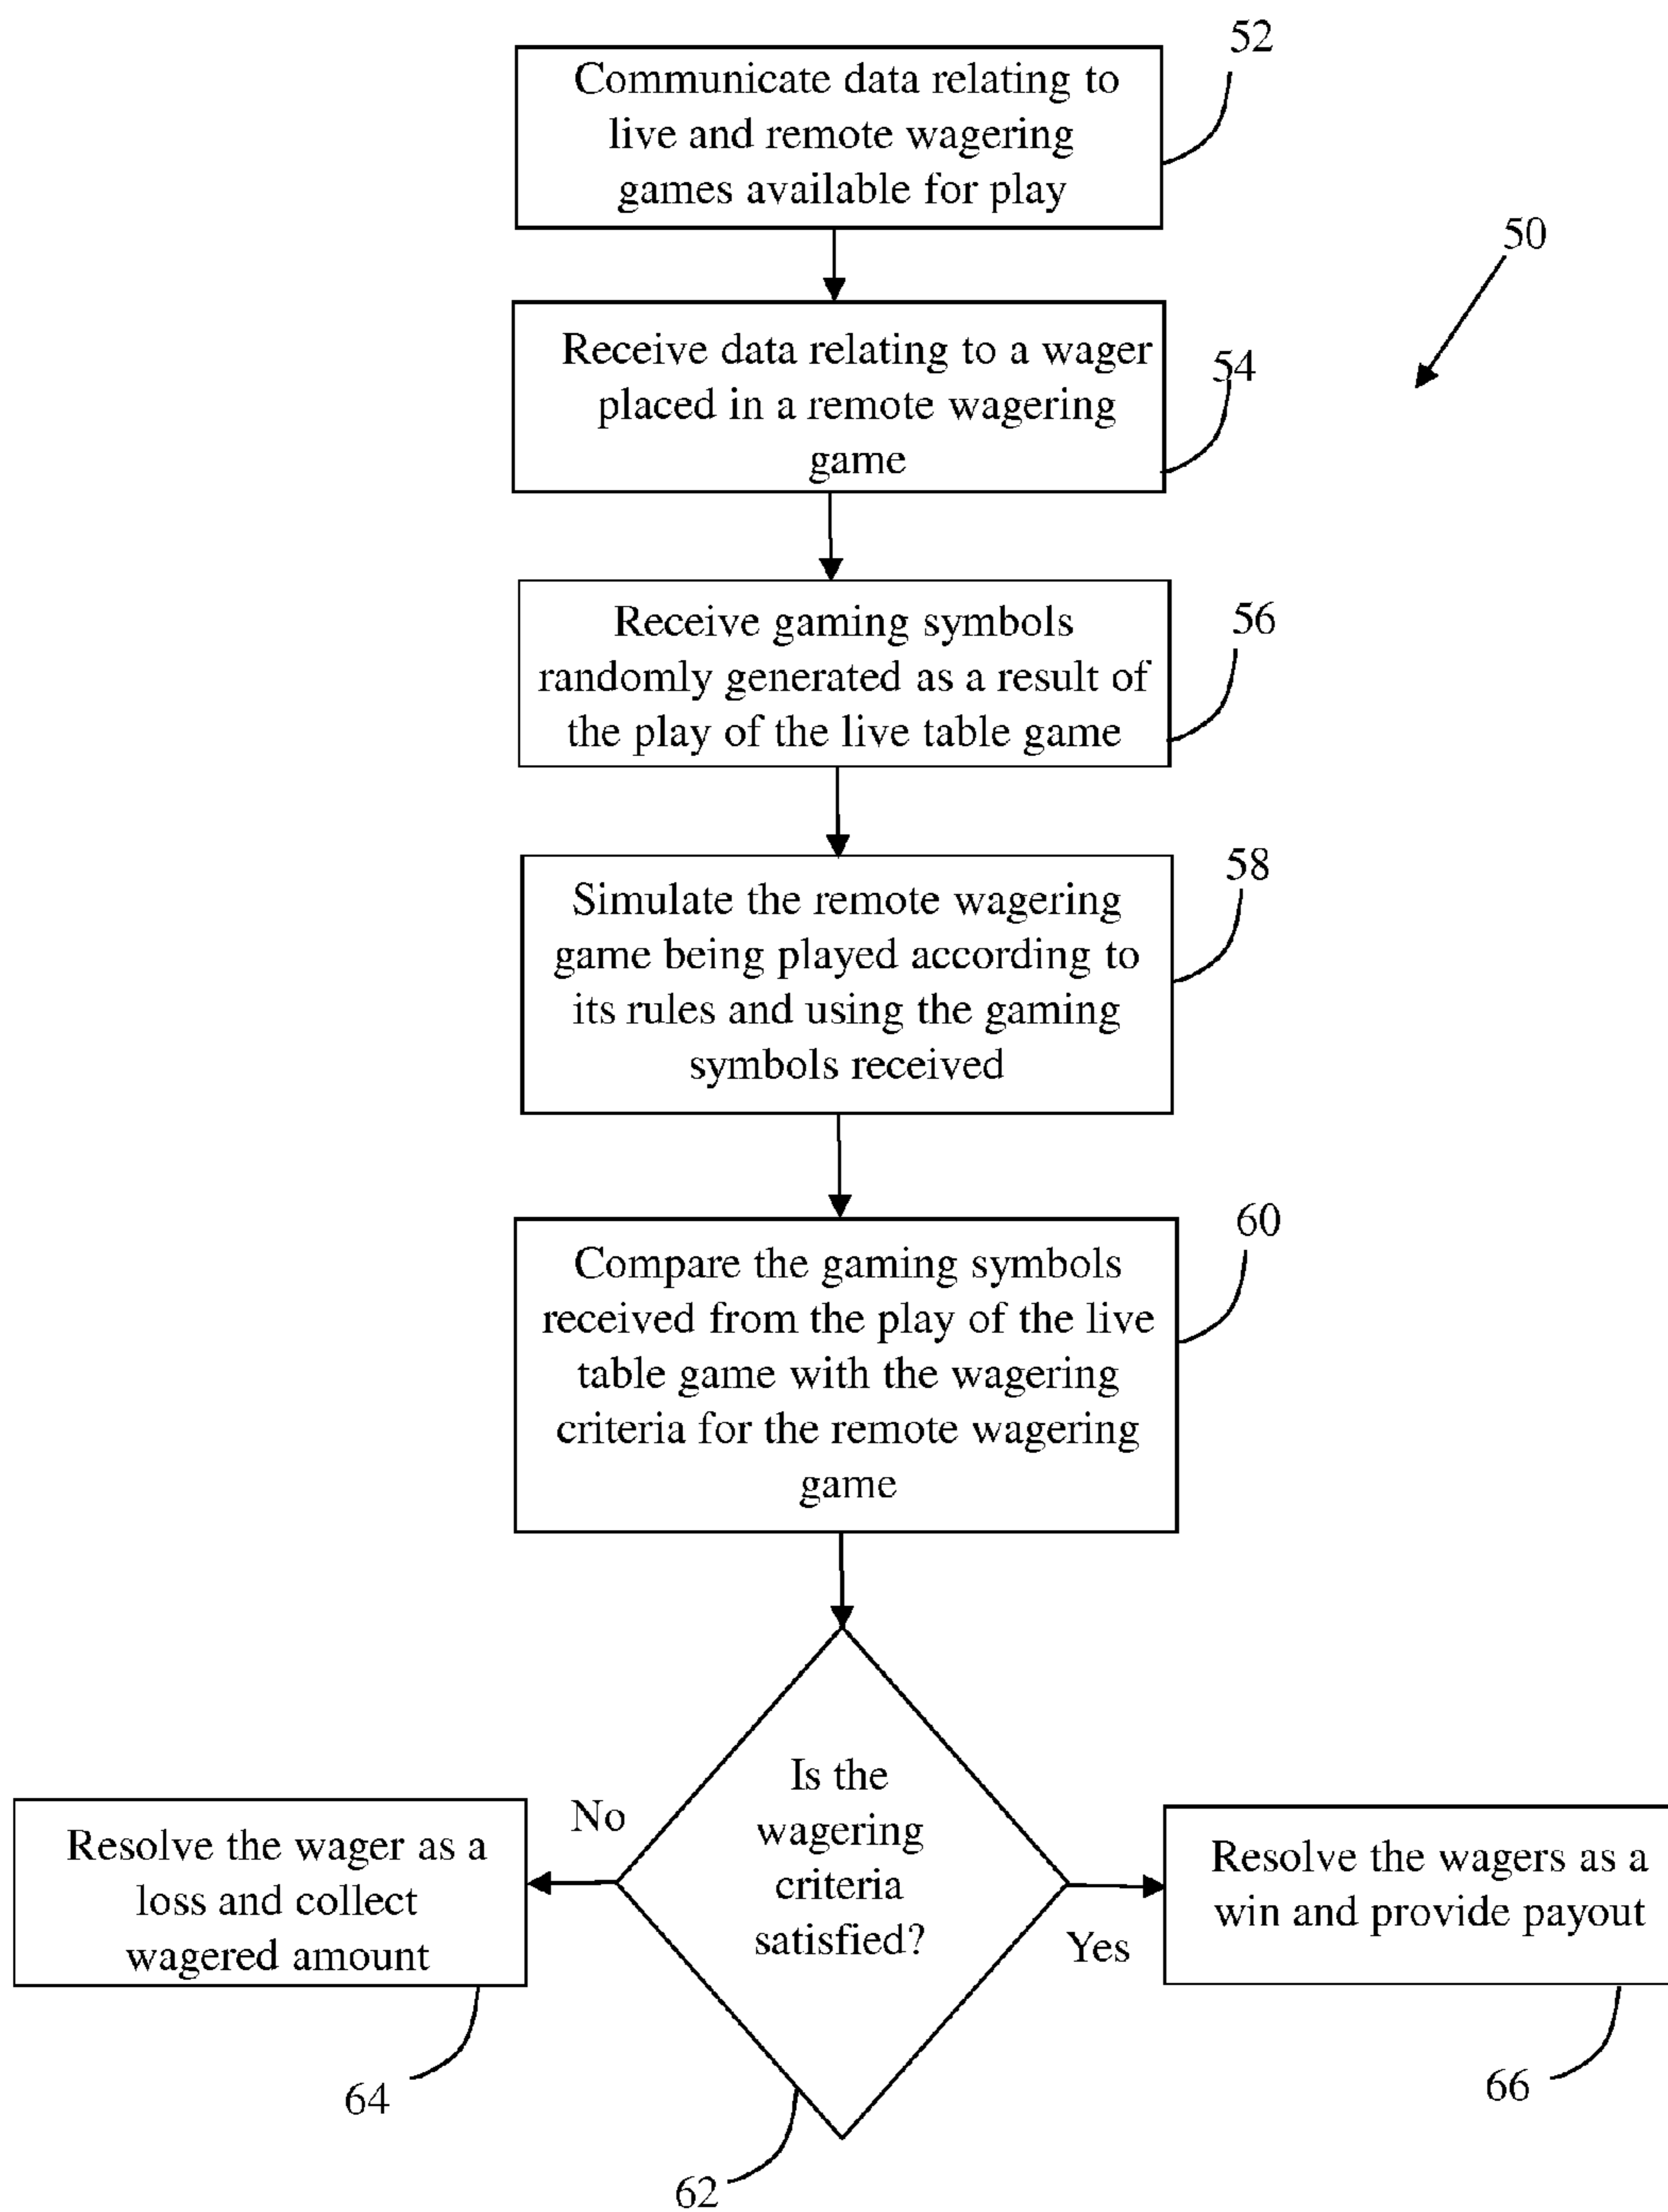 52
Communicate data relating to
live and remote wagering
games available for play
50
Receive data relating to a wager
placed in a remote wagering
game
54
Receive gaming symbols
randomly generated as a result of
the play of the live table game
56
Simulate the remote wagering
game being played according to
its rules and using the gaming
symbols received
58
Compare the gaming symbols
received from the play of the live
table game with the wagering
criteria for the remote wagering
game
60
Is the
wagering
criteria
satisfied?
No
Yes
Resolve the wager as a
loss and collect
wagered amount
Resolve the wagers as a
win and provide payout
64
66
62